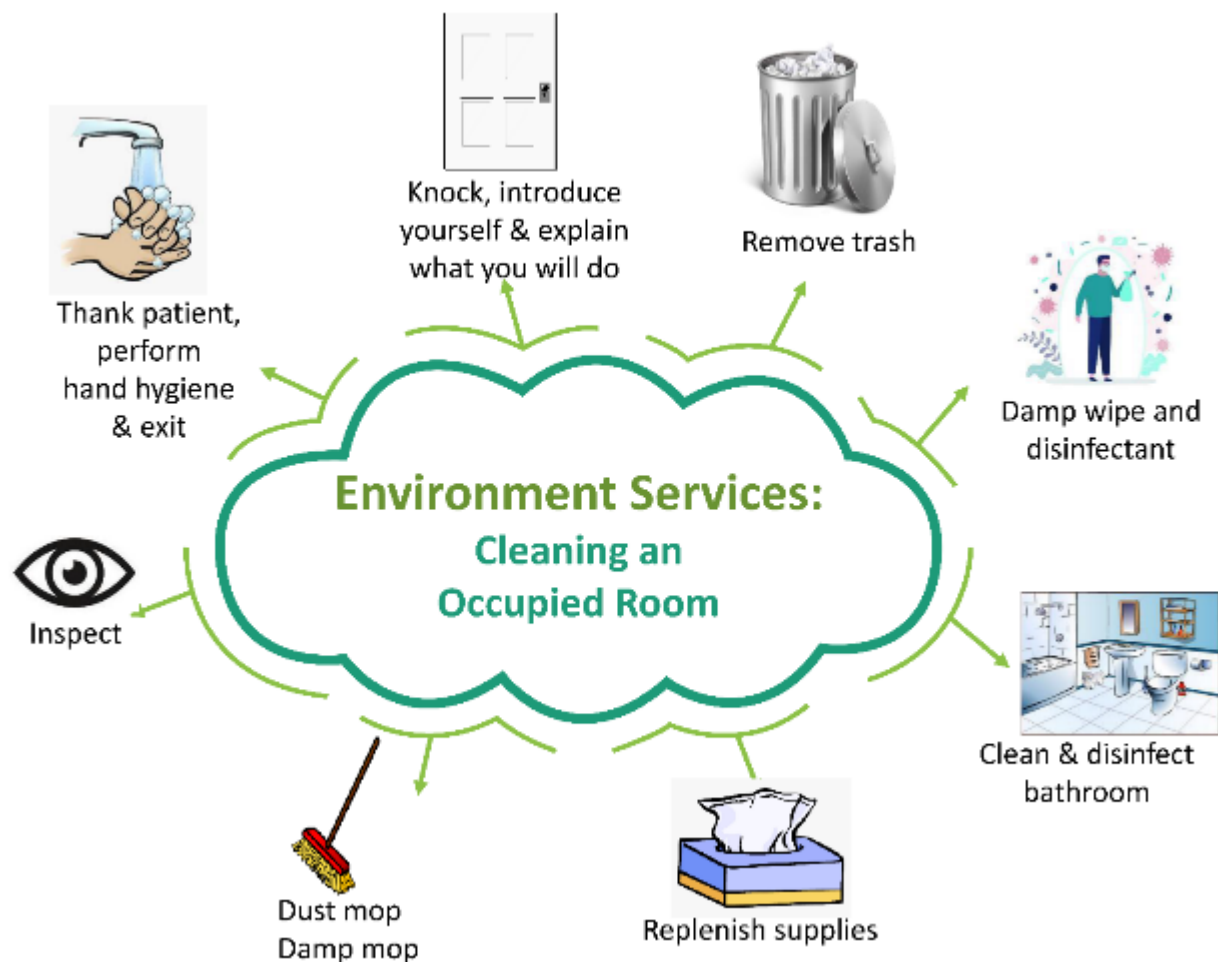 Environment Services:
Cleaning an
Occupied Room
Knock, introduce
yourself & explain
what you will do
Remove trash
Damp wipe and
disinfectant
Clean & disinfect
bathroom
Replenish supplies
Dust mop
Damp mop
Inspect
Thank patient,
perform
hand hygiene
& exit